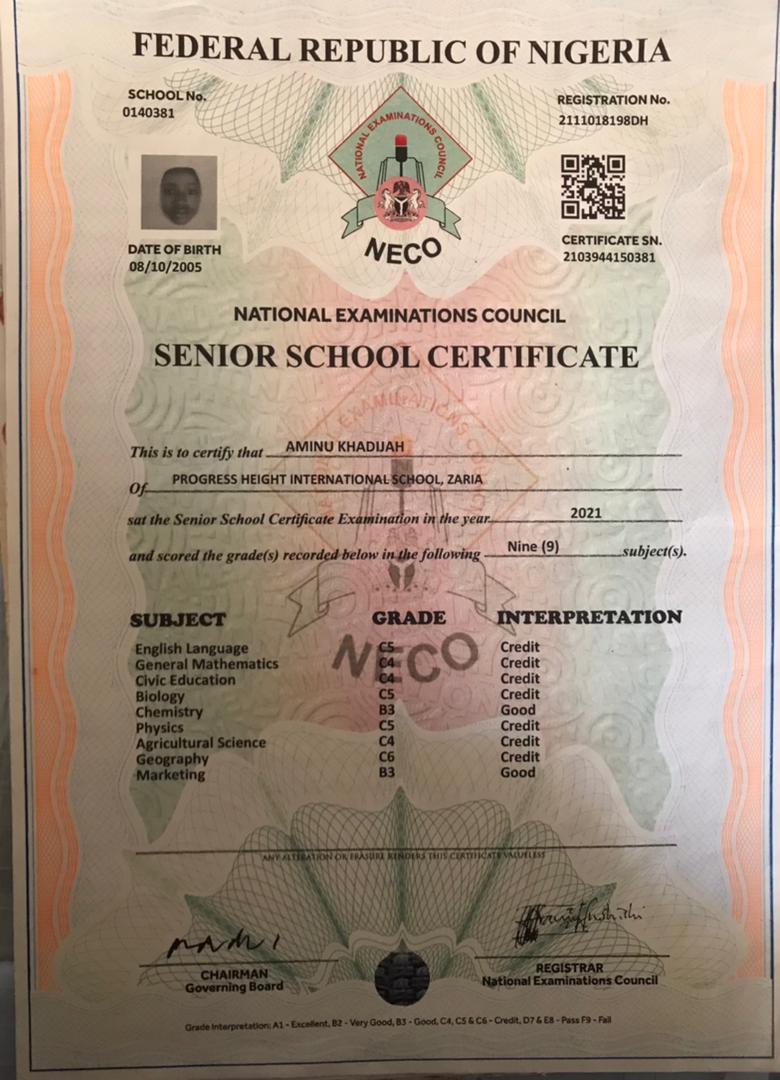 FEDERAL REPUBLIC OF NIGERIA
SCHOOL No.
0140381
REGISTRATION No.
2111018198DH
NATIONAL EXAMINATIONS COUNCIL
NECO
DATE OF BIRTH
08/10/2005
CERTIFICATE SN.
2103944150381
NATIONAL EXAMINATIONS COUNCIL
SENIOR SCHOOL CERTIFICATE
This is to certify that AMINU KHADIJAH
Of PROGRESS HEIGHT INTERNATIONAL SCHOOL, ZARIA
sat the Senior School Certificate Examination in the year 2021
and scored the grade(s) recorded below in the following Nine (9) subject(s).
SUBJECT GRADE INTERPRETATION
English Language C5 Credit
General Mathematics C4 Credit
Civic Education C4 Credit
Biology C5 Credit
Chemistry B3 Good
Physics C5 Credit
Agricultural Science C4 Credit
Geography C6 Credit
Marketing B3 Good
NECO
ANY ALTERATION OR ERASURE RENDERS THIS CERTIFICATE VALUELESS
CHAIRMAN
Governing Board
REGISTRAR
National Examinations Council
Grade Interpretation: A1 - Excellent, B2 - Very Good, B3 - Good, C4, C5 & C6 - Credit, D7 & E8 - Pass F9 - Fail